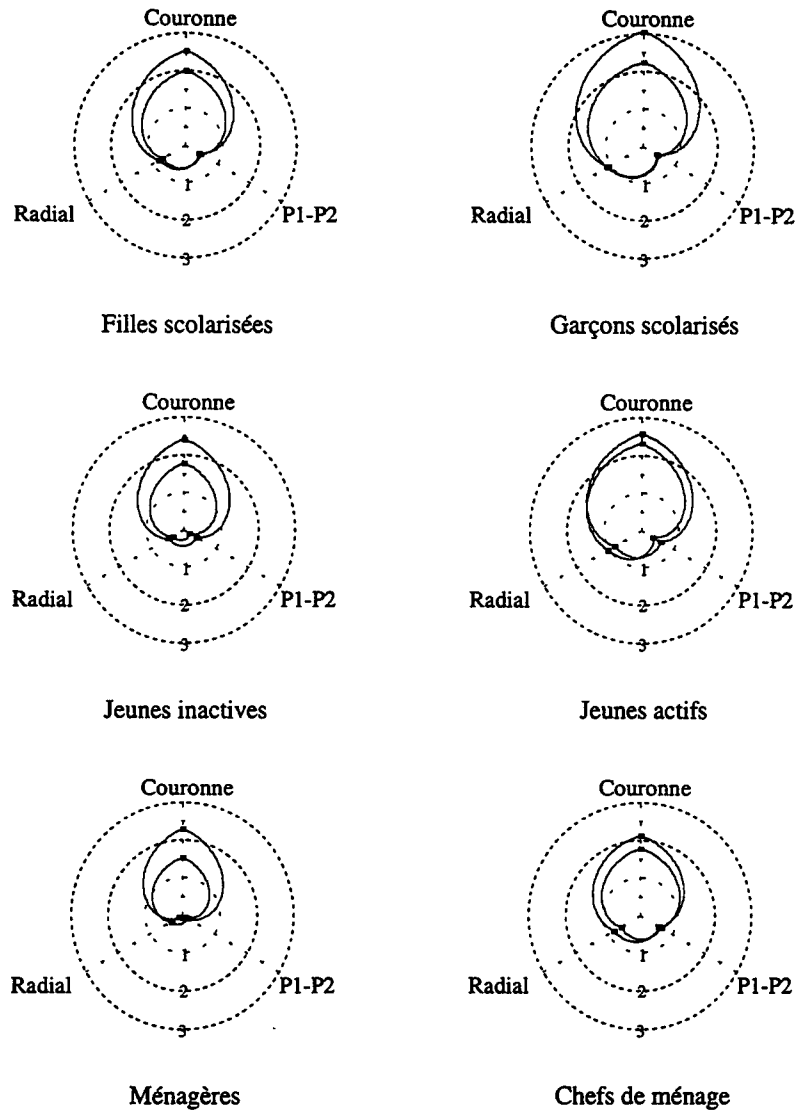 Couronne
1
Radial
P1-P2
2
3
Filles scolarisées
Couronne
1
Radial
P1-P2
2
3
Garçons scolarisés
Couronne
1
Radial
P1-P2
2
3
Jeunes inactives
Couronne
1
Radial
P1-P2
2
3
Jeunes actifs
Couronne
1
Radial
P1-P2
2
3
Ménagères
Couronne
1
Radial
P1-P2
2
3
Chefs de ménage